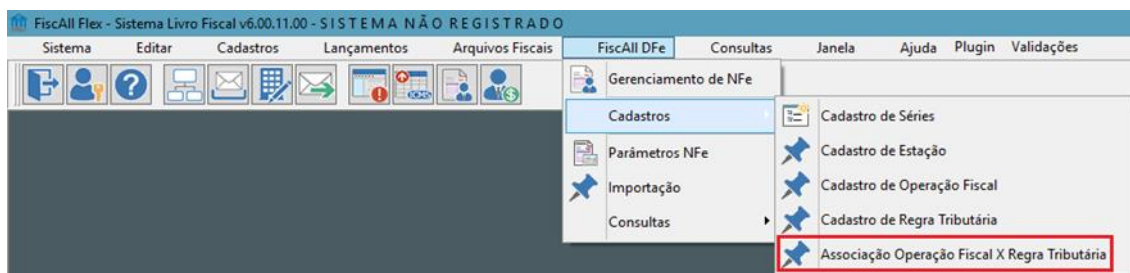 FiscAll Flex - Sistema Livro Fiscal v6.00.11.00 - S I S T E M A N Ã O R E G I S T R A D O
Sistema Editar Cadastros Lançamentos Arquivos Fiscais FiscAll DFe Consultas Janela Ajuda Plugin Validações
Gerenciamento de NFe
Cadastros
Parâmetros NFe
Importação
Consultas
Cadastro de Séries
Cadastro de Estação
Cadastro de Operação Fiscal
Cadastro de Regra Tributária
Associação Operação Fiscal X Regra Tributária